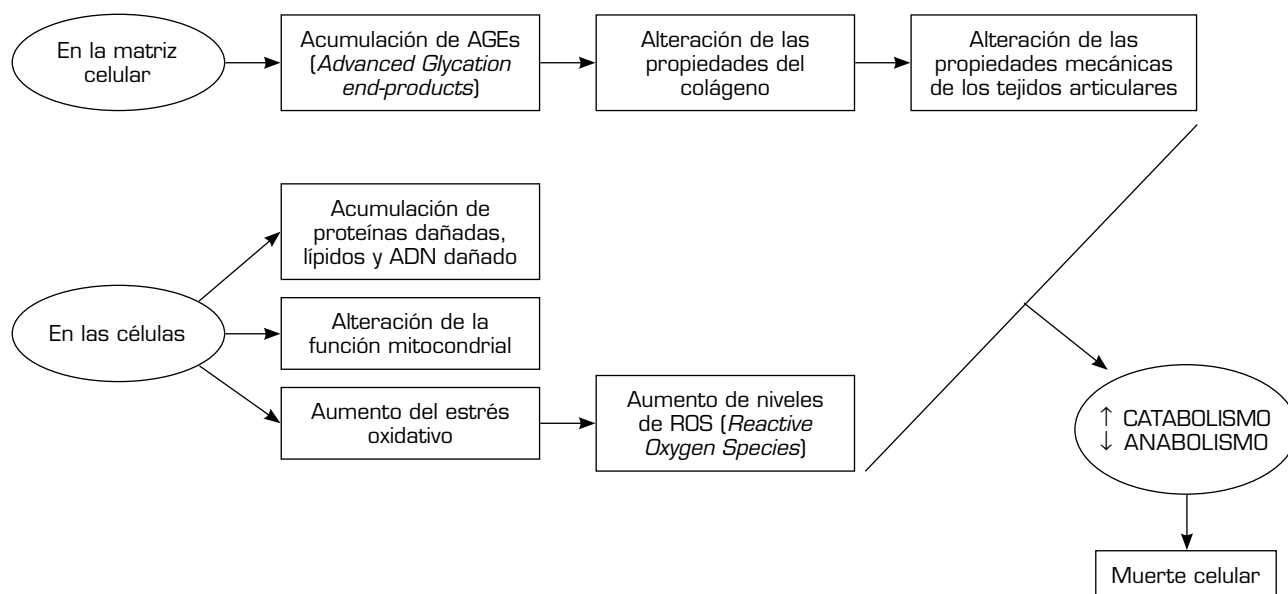 En la matriz
celular
Acumulación de AGEs
(Advanced Glycation
end-products)
Alteración de las
propiedades del
colágeno
Alteración de las
propiedades mecánicas
de los tejidos articulares
Acumulación de
proteínas dañadas,
lípidos y ADN dañado
En las células
Alteración de la
función mitocondrial
Aumento del estrés
oxidativo
Aumento de niveles
de ROS (Reactive
Oxygen Species)
↑ CATABOLISMO
↓ ANABOLISMO
Muerte celular